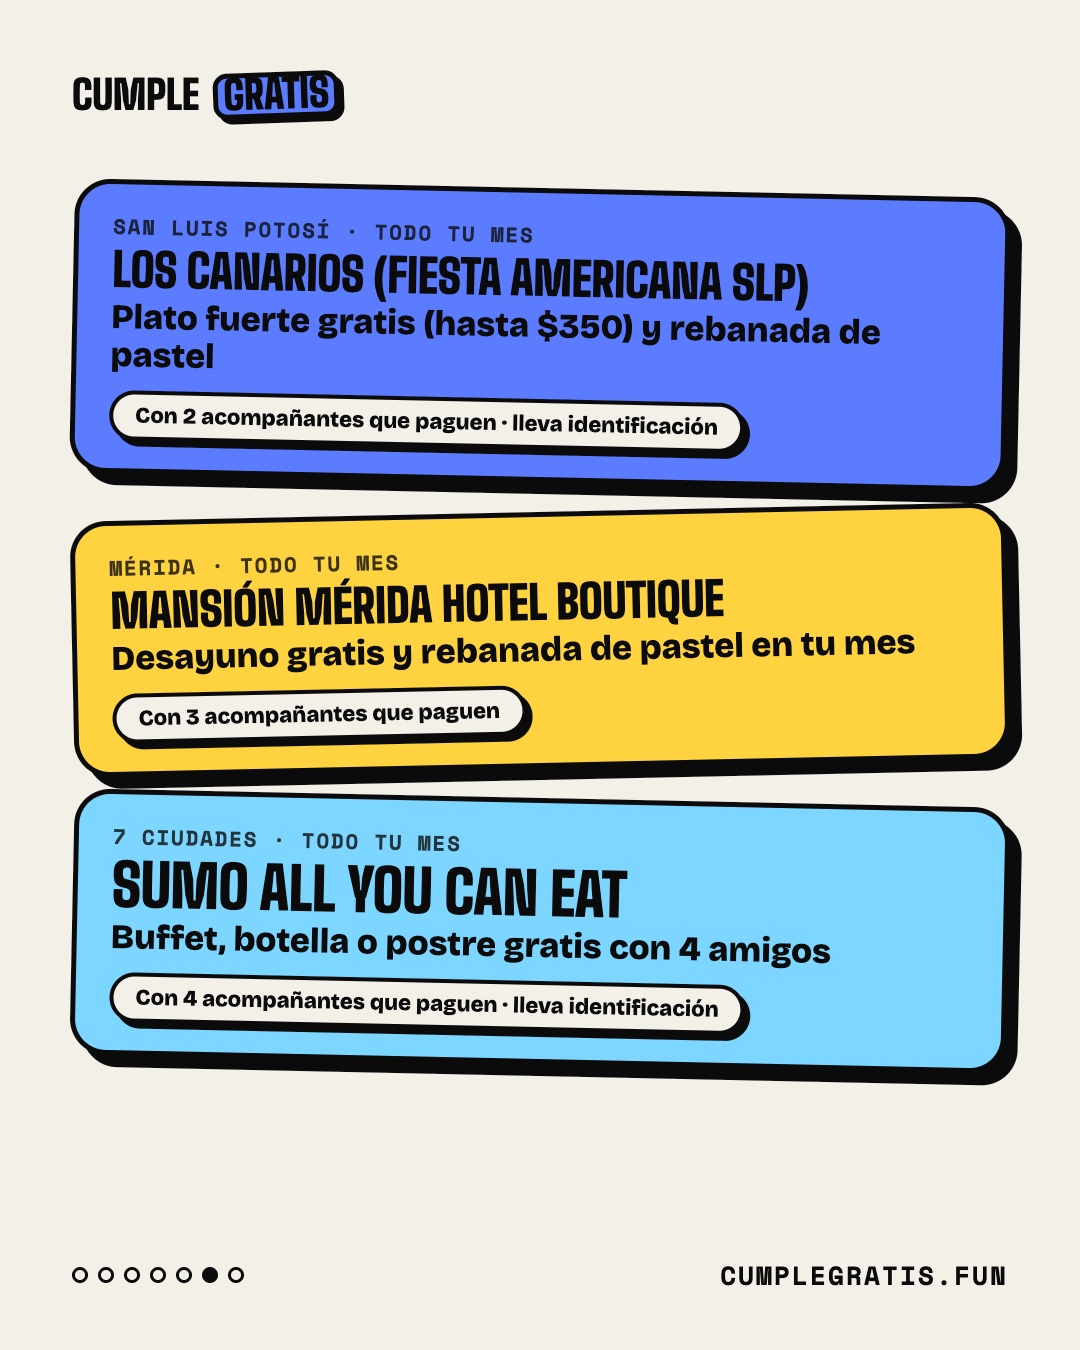 CUMPLE GRATIS
SAN LUIS POTOSÍ · TODO TU MES
LOS CANARIOS (FIESTA AMERICANA SLP)
Plato fuerte gratis (hasta $350) y rebanada de
pastel
Con 2 acompañantes que paguen · lleva identificación
MÉRIDA · TODO TU MES
MANSIÓN MÉRIDA HOTEL BOUTIQUE
Desayuno gratis y rebanada de pastel en tu mes
Con 3 acompañantes que paguen
7 CIUDADES · TODO TU MES
SUMO ALL YOU CAN EAT
Buffet, botella o postre gratis con 4 amigos
Con 4 acompañantes que paguen · lleva identificación
CUMPLEGRATIS.FUN